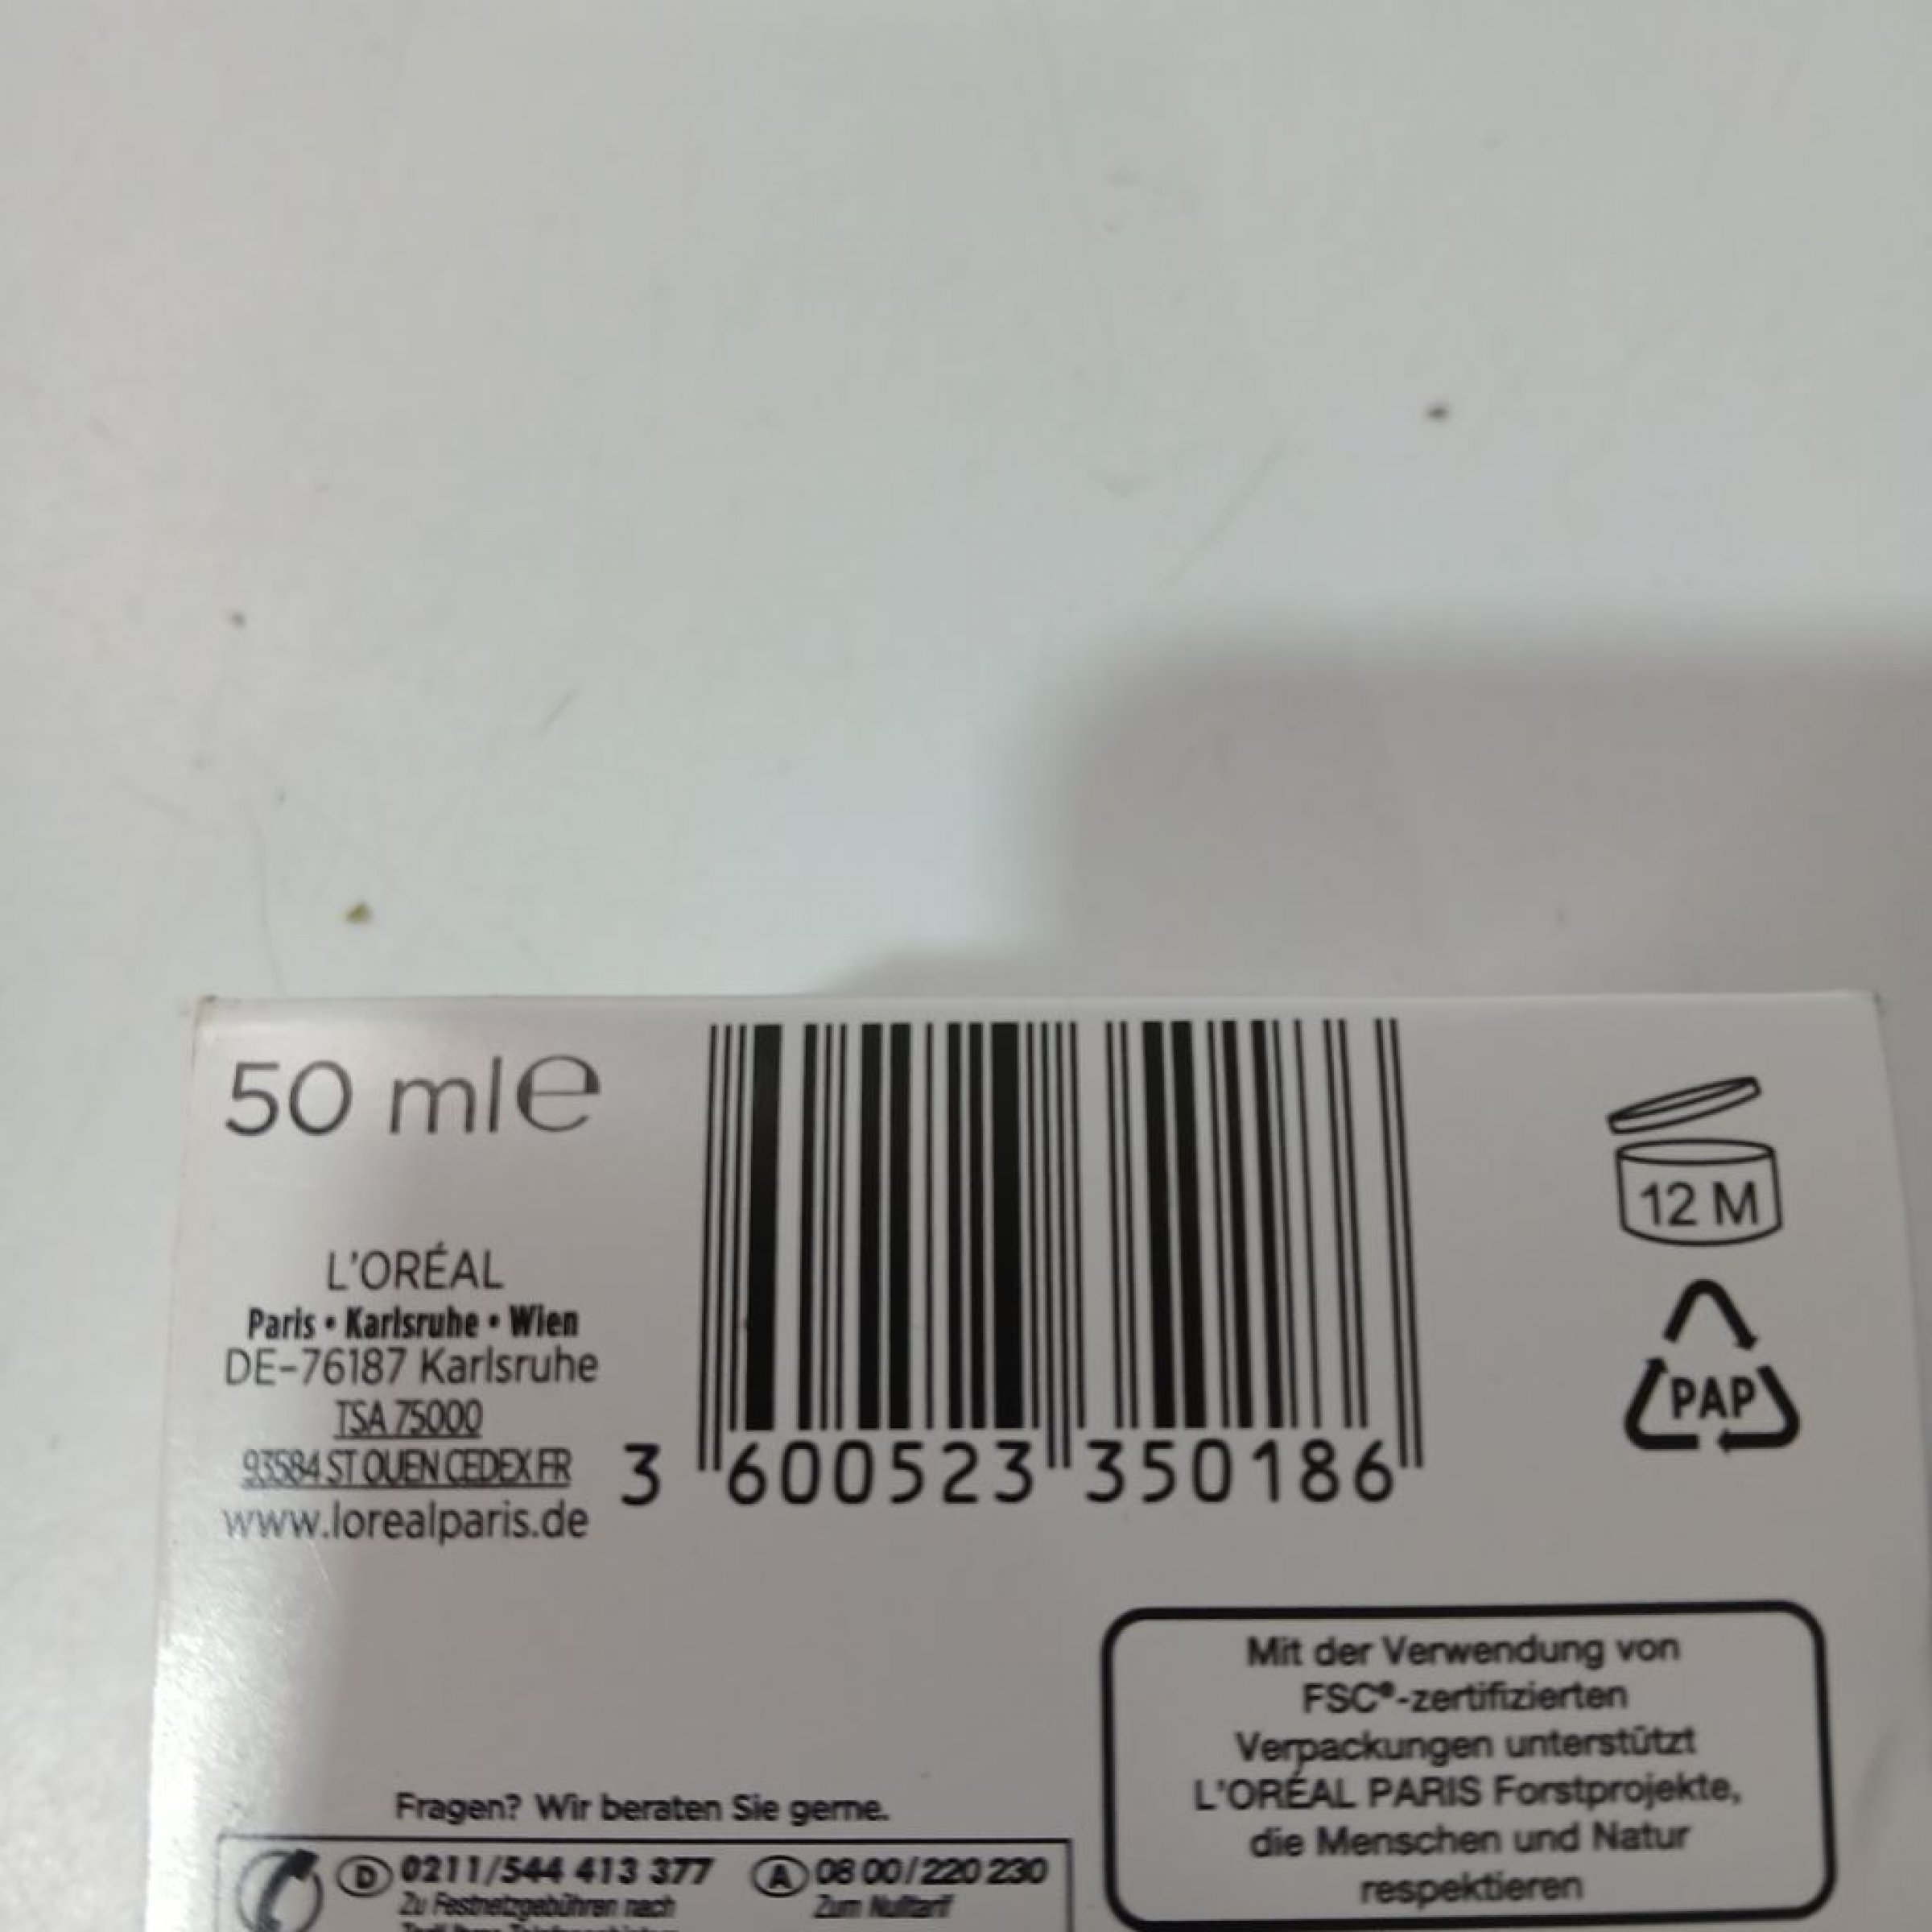 50 ml e
12 M
L'ORÉAL
Paris • Karlsruhe • Wien
DE-76187 Karlsruhe
TSA 75000
93584 ST OUEN CEDEX FR
www.lorealparis.de
3 600523 350186
PAP
Mit der Verwendung von
FSC®-zertifizierten
Verpackungen unterstützt
L'ORÉAL PARIS Forstprojekte,
die Menschen und Natur
respektieren
Fragen? Wir beraten Sie gerne.
D 0211/544 413 377 A 08 00/220 230
Zu Festnetzgebühren nach Zum Nulltarif